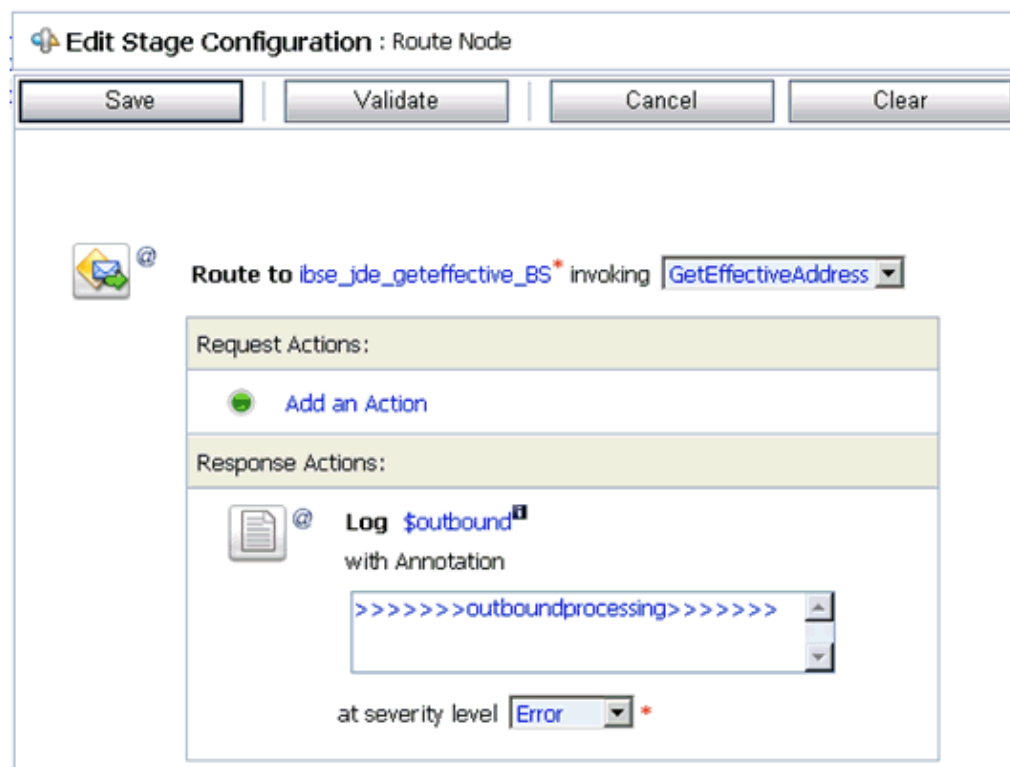 Edit Stage Configuration : Route Node
Save Validate Cancel Clear
@ Route to ibse_jde_geteffective_BS* invoking GetEffectiveAddress
Request Actions:
Add an Action
Response Actions:
@ Log $outbound i
with Annotation
>>>>>>>outboundprocessing>>>>>>>
at severity level Error *